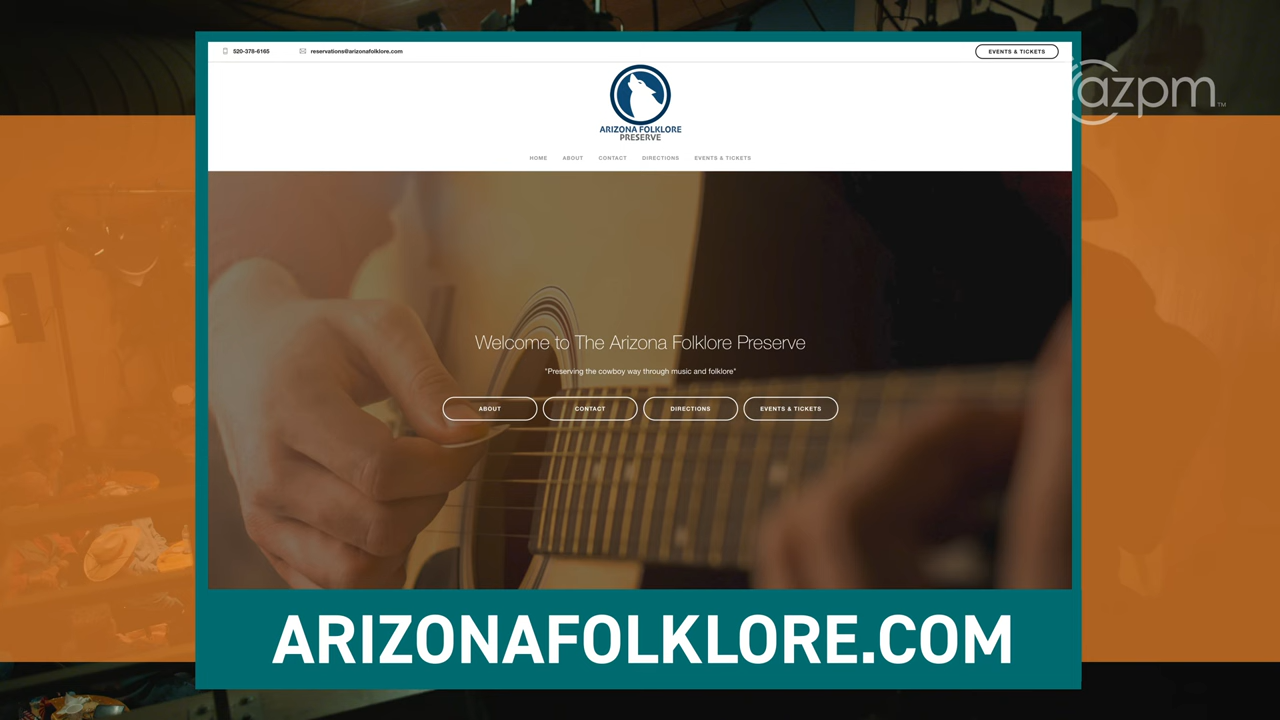 520-378-6165
reservations@arizonafolklore.com
EVENTS & TICKETS
azpm™
ARIZONA FOLKLORE
PRESERVE
HOME ABOUT CONTACT DIRECTIONS EVENTS & TICKETS
Welcome to The Arizona Folklore Preserve
"Preserving the cowboy way through music and folklore"
ABOUT CONTACT DIRECTIONS EVENTS & TICKETS
ARIZONAFOLKLORE.COM